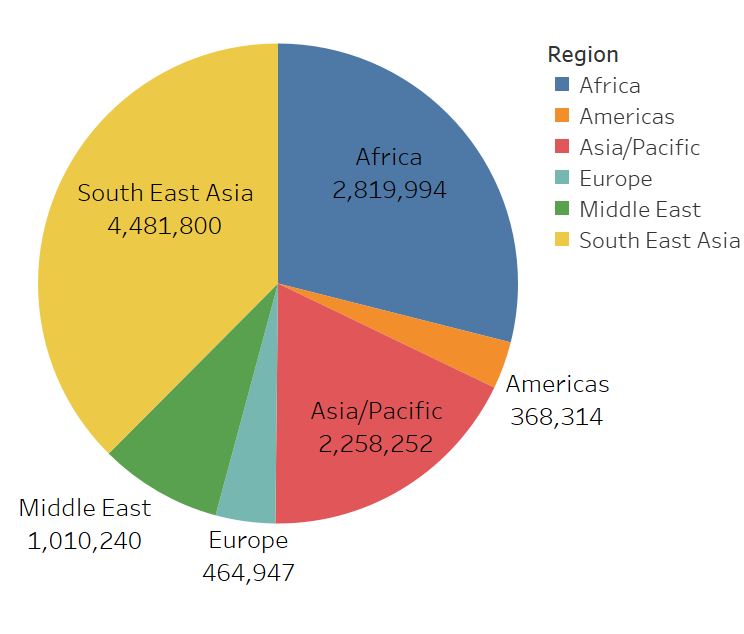 Region
Africa
Americas
Asia/Pacific
Europe
Middle East
South East Asia
Africa
2,819,994
South East Asia
4,481,800
Americas
368,314
Asia/Pacific
2,258,252
Middle East
1,010,240
Europe
464,947